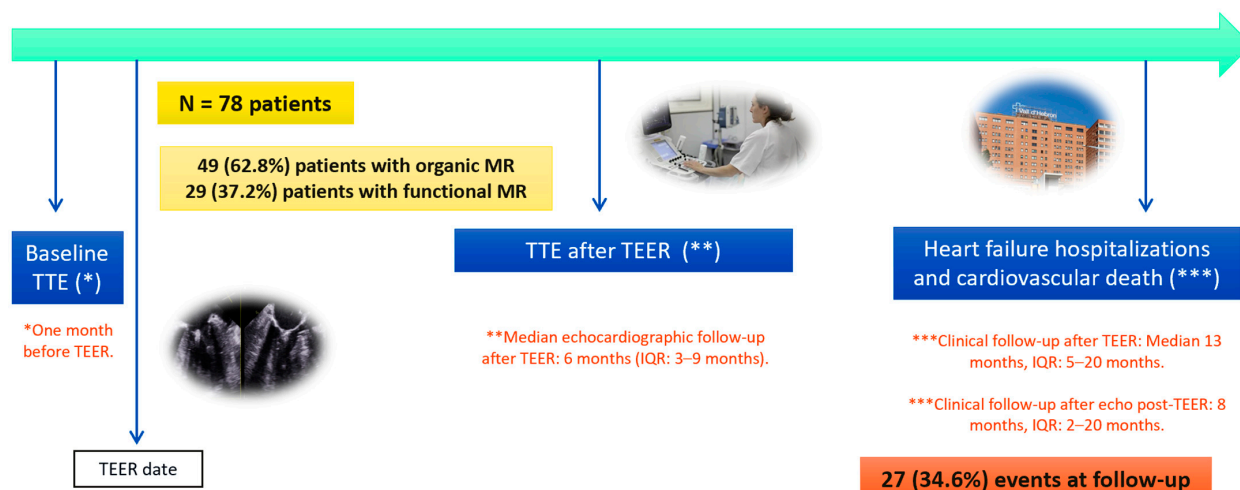 N = 78 patients
49 (62.8%) patients with organic MR
29 (37.2%) patients with functional MR
Baseline
TTE (*)
*One month
before TEER.
TEER date
TTE after TEER (**)
**Median echocardiographic follow-up
after TEER: 6 months (IQR: 3–9 months).
Vall d'Hebron
Heart failure hospitalizations
and cardiovascular death (***)
***Clinical follow-up after TEER: Median 13
months, IQR: 5–20 months.
***Clinical follow-up after echo post-TEER: 8
months, IQR: 2–20 months.
27 (34.6%) events at follow-up